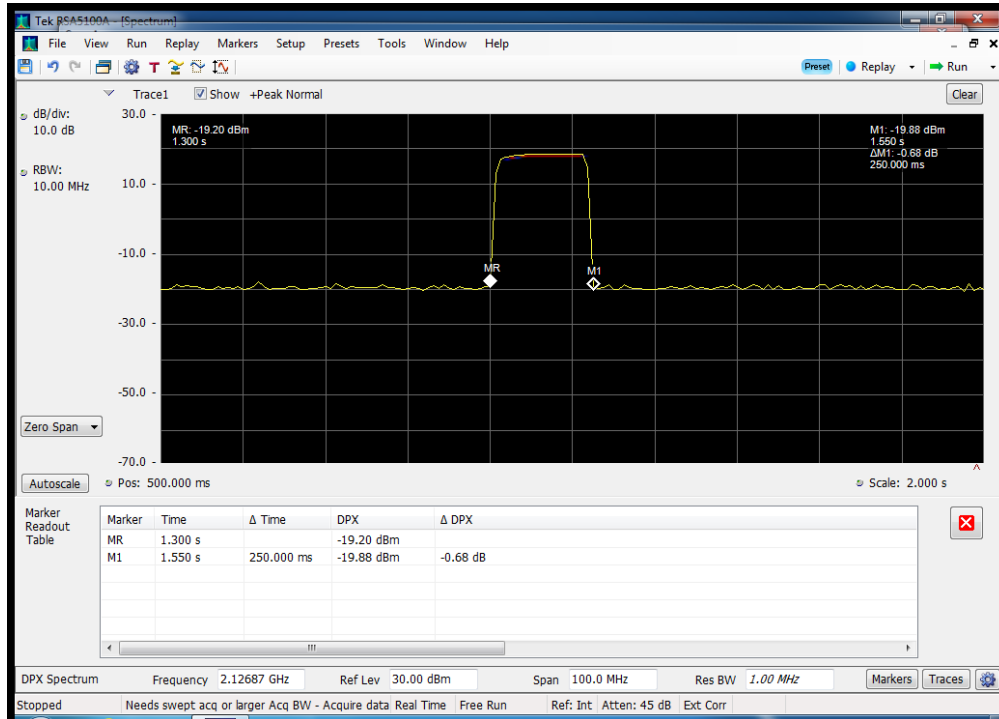 Tek RSA5100A - [Spectrum]
File View Run Replay Markers Setup Presets Tools Window Help
T
Preset Replay Run
Trace1 Show +Peak Normal Clear
dB/div:
10.0 dB
RBW:
10.00 MHz
30.0
10.0
-10.0
-30.0
-50.0
-70.0
MR: -19.20 dBm
1.300 s
M1: -19.88 dBm
1.550 s
ΔM1: -0.68 dB
250.000 ms
MR
M1
Zero Span
Autoscale Pos: 500.000 ms Scale: 2.000 s
Marker
Readout
Table
Marker Time Δ Time DPX Δ DPX
MR 1.300 s -19.20 dBm
M1 1.550 s 250.000 ms -19.88 dBm -0.68 dB
DPX Spectrum Frequency 2.12687 GHz Ref Lev 30.00 dBm Span 100.0 MHz Res BW 1.00 MHz Markers Traces
Stopped Needs swept acq or larger Acq BW - Acquire data Real Time Free Run Ref: Int Atten: 45 dB Ext Corr